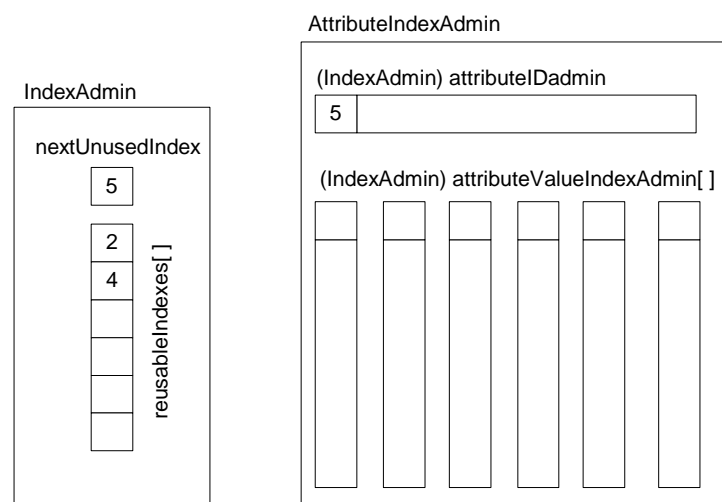 IndexAdmin
nextUnusedIndex
5
2
4
reusableIndexes[ ]
AttributeIndexAdmin
(IndexAdmin) attributeIDadmin
5
(IndexAdmin) attributeValueIndexAdmin[ ]